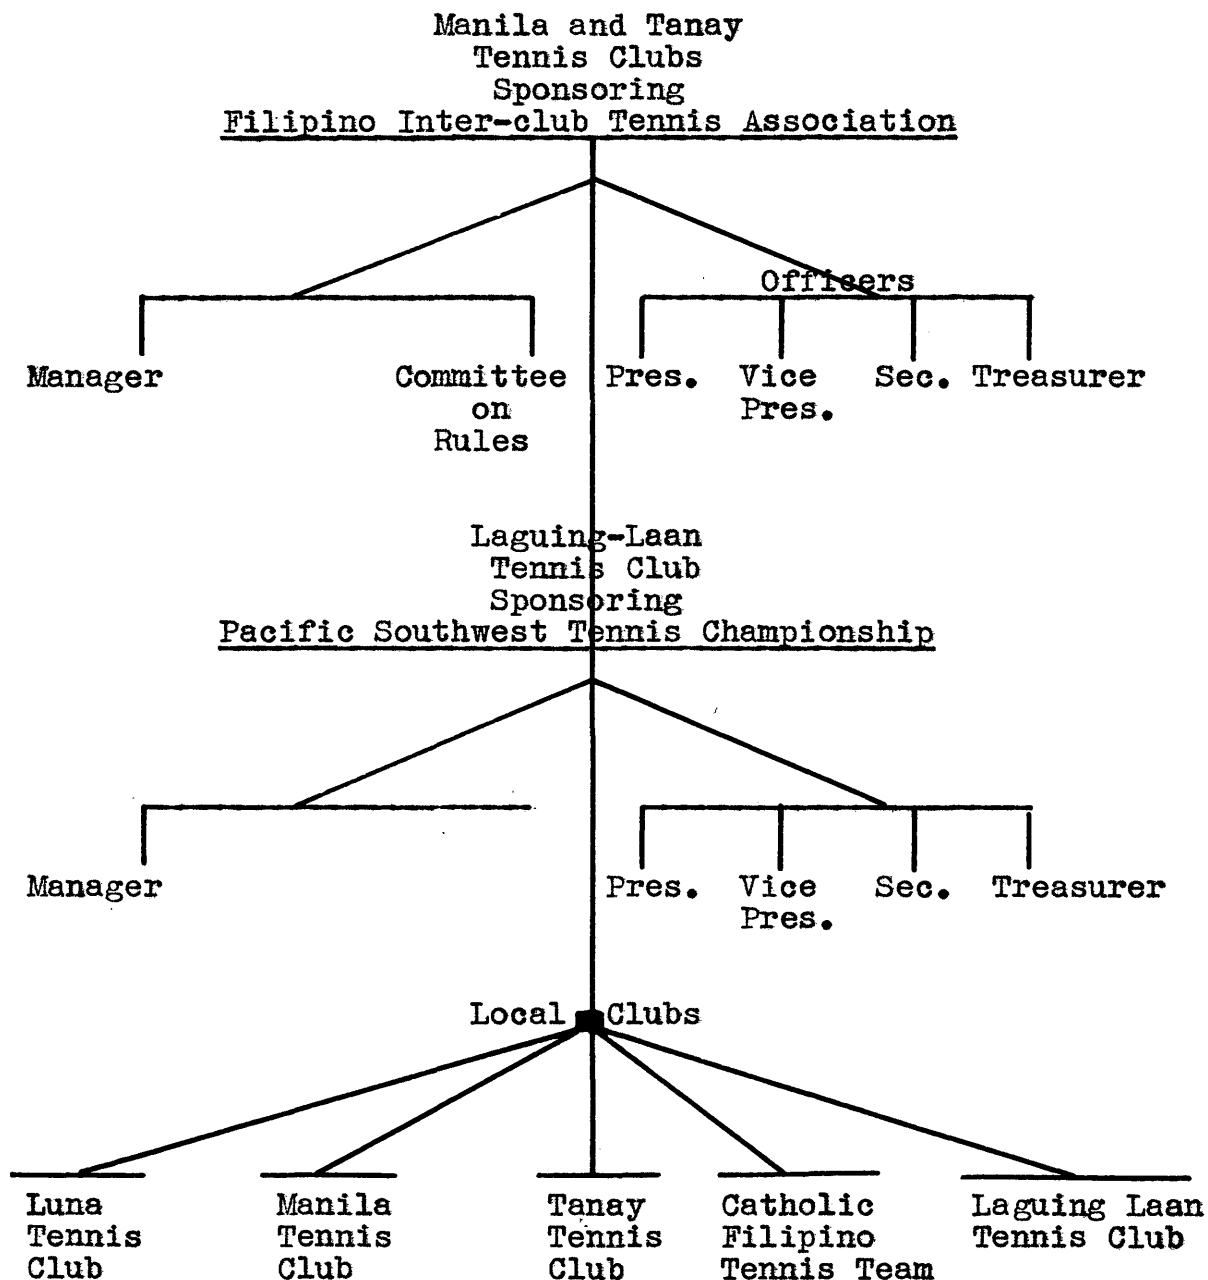 Manila and Tanay
Tennis Clubs
Sponsoring
Filipino Inter-club Tennis Association
Officers
Manager
Committee
on
Rules
Pres.
Vice
Pres.
Sec.
Treasurer
Laguing-Laan
Tennis Club
Sponsoring
Pacific Southwest Tennis Championship
Manager
Pres.
Vice
Pres.
Sec.
Treasurer
Local Clubs
Luna
Tennis
Club
Manila
Tennis
Club
Tanay
Tennis
Club
Catholic
Filipino
Tennis Team
Laguing Laan
Tennis Club